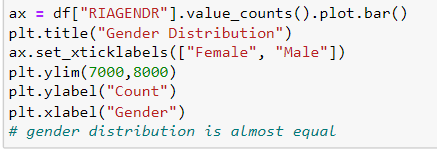 ax = df["RIAGENDR"].value_counts().plot.bar()
plt.title("Gender Distribution")
ax.set_xticklabels(["Female", "Male"])
plt.ylim(7000,8000)
plt.ylabel("Count")
plt.xlabel("Gender")
# gender distribution is almost equal